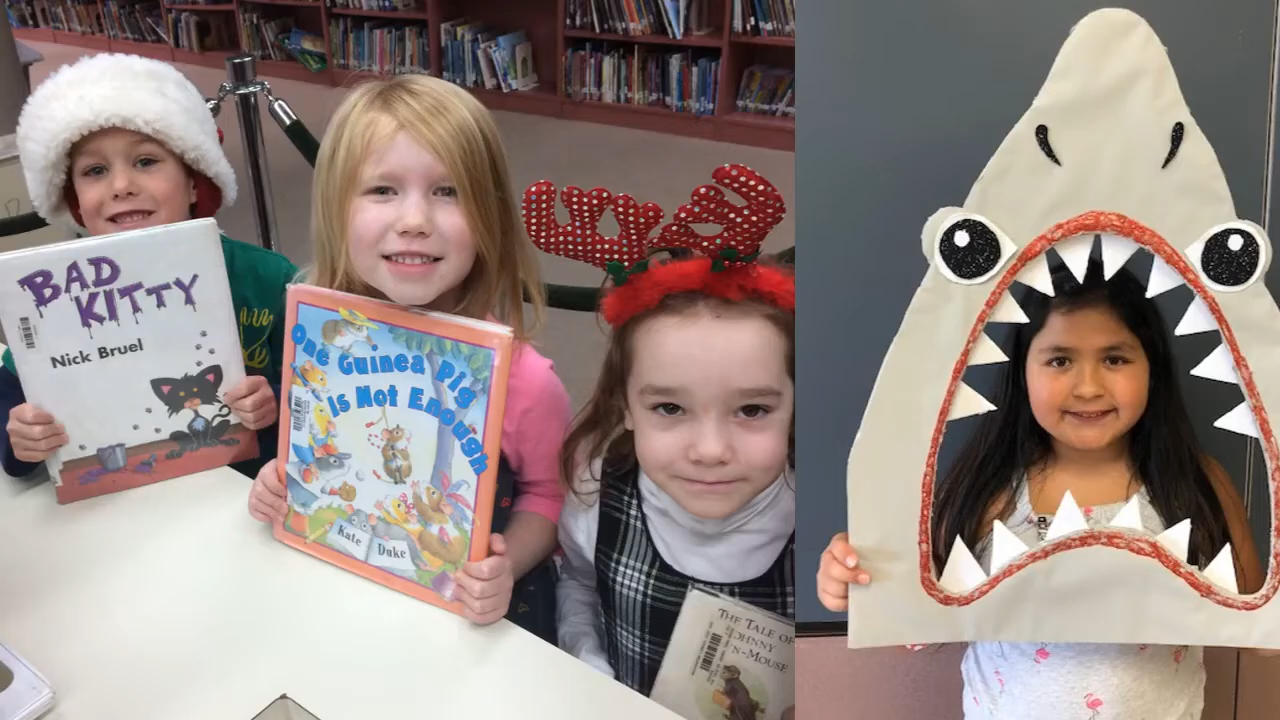 BAD
KITTY
Nick Bruel
One Guinea Pig
Is Not Enough
Kate Duke
THE TALE OF